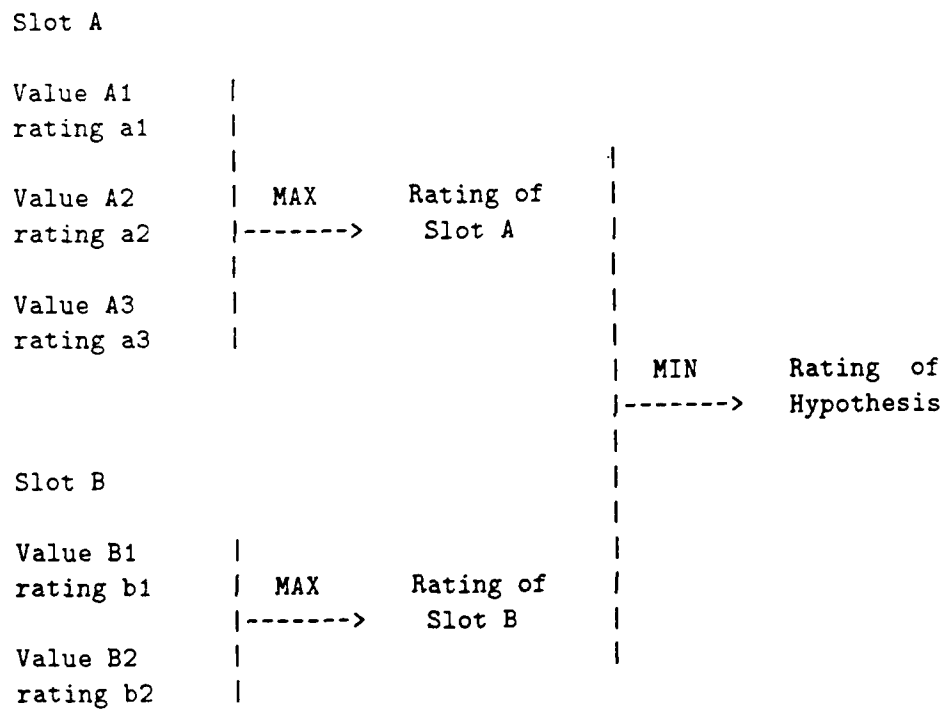 Slot A
Value A1
rating a1
Value A2
rating a2
MAX
------->
Rating of
Slot A
Value A3
rating a3
MIN
------->
Rating of
Hypothesis
Slot B
Value B1
rating b1
MAX
------->
Rating of
Slot B
Value B2
rating b2